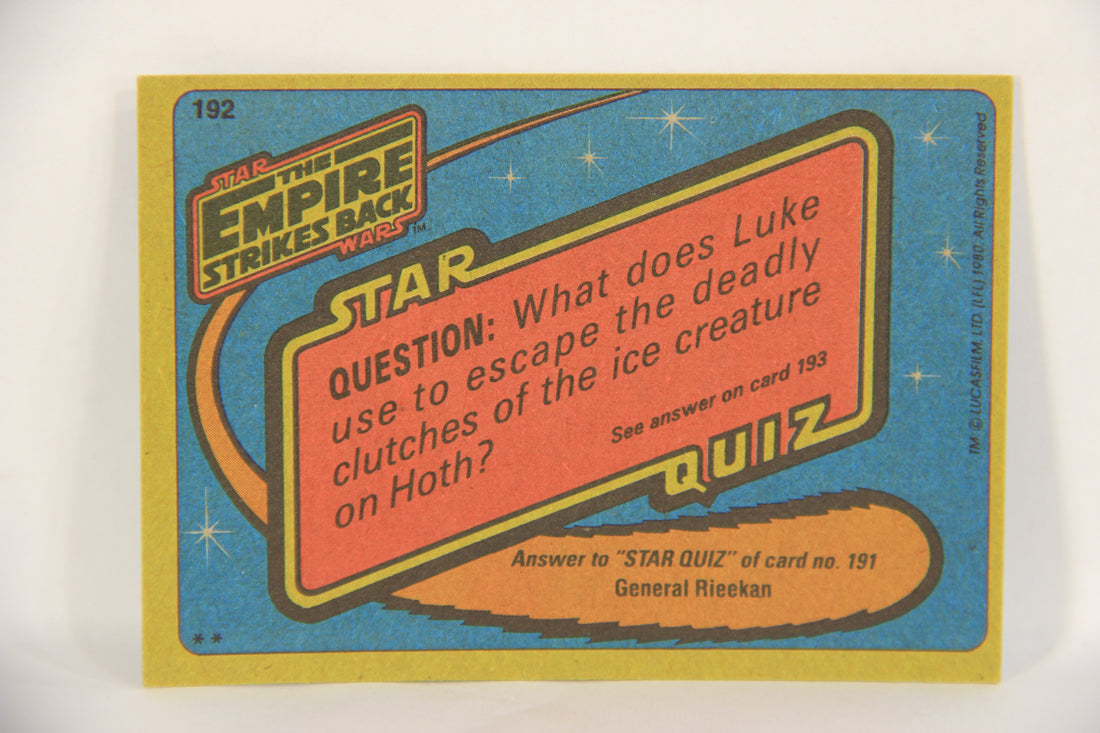 192
STAR
THE
EMPIRE
STRIKES BACK
WARS™
STAR
QUESTION: What does Luke
use to escape the deadly
clutches of the ice creature
on Hoth?
See answer on card 193
QUIZ
Answer to "STAR QUIZ" of card no. 191
General Rieekan
**
TM. © LUCASFILM, LTD. (LFL) 1980. All Rights Reserved